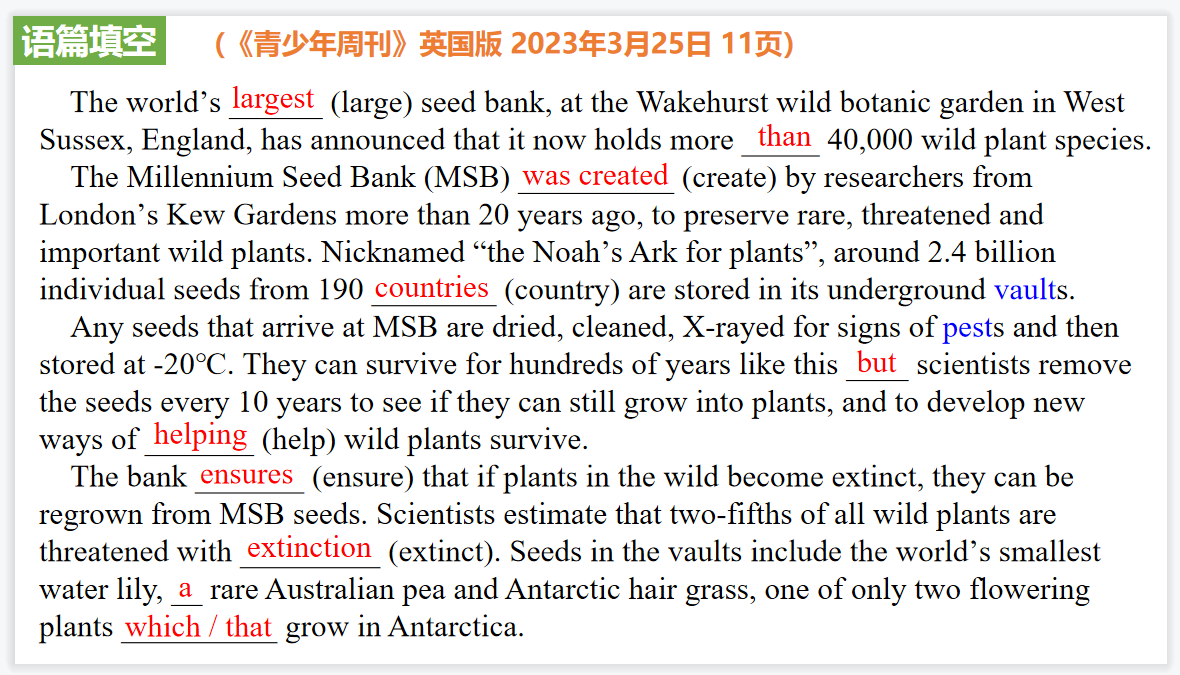 语篇填空 (《青少年周刊》英国版 2023年3月25日 11页)
The world's largest (large) seed bank, at the Wakehurst wild botanic garden in West
Sussex, England, has announced that it now holds more than 40,000 wild plant species.
The Millennium Seed Bank (MSB) was created (create) by researchers from
London's Kew Gardens more than 20 years ago, to preserve rare, threatened and
important wild plants. Nicknamed “the Noah's Ark for plants”, around 2.4 billion
individual seeds from 190 countries (country) are stored in its underground vaults.
Any seeds that arrive at MSB are dried, cleaned, X-rayed for signs of pests and then
stored at -20℃. They can survive for hundreds of years like this but scientists remove
the seeds every 10 years to see if they can still grow into plants, and to develop new
ways of helping (help) wild plants survive.
The bank ensures (ensure) that if plants in the wild become extinct, they can be
regrown from MSB seeds. Scientists estimate that two-fifths of all wild plants are
threatened with extinction (extinct). Seeds in the vaults include the world's smallest
water lily, a rare Australian pea and Antarctic hair grass, one of only two flowering
plants which / that grow in Antarctica.